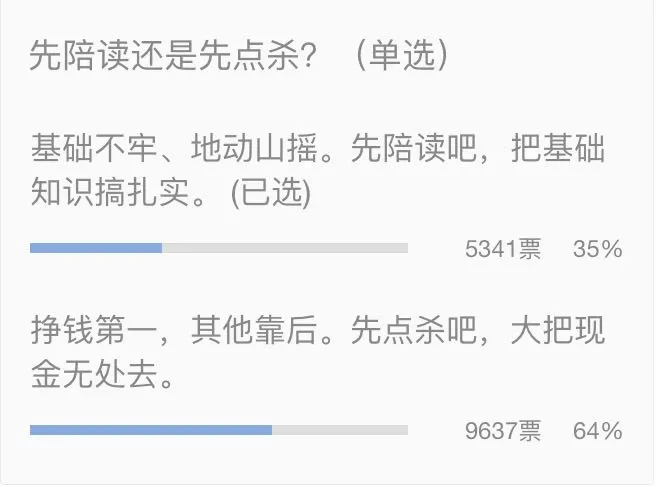 先陪读还是先点杀？（单选）
基础不牢、地动山摇。先陪读吧，把基础
知识搞扎实。 (已选)
5341票 35%
挣钱第一，其他靠后。先点杀吧，大把现
金无处去。
9637票 64%